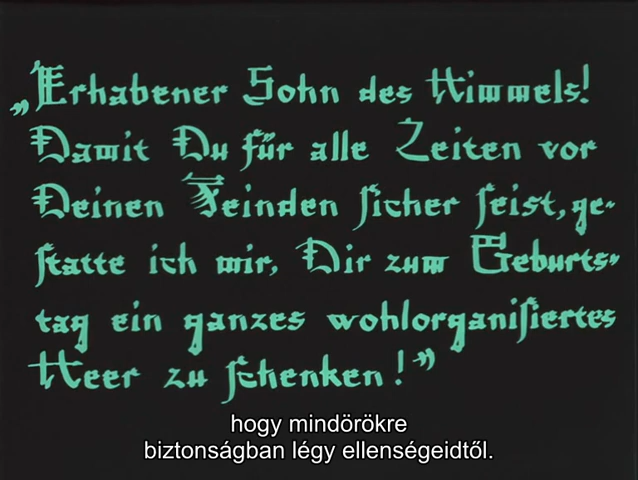 „Erhabener Sohn des Himmels!
Damit Du für alle Zeiten vor
Deinen Feinden sicher seist, ge-
statte ich mir, Dir zum Geburts-
tag ein ganzes wohlorganisiertes
Heer zu schenken!”
hogy mindörökre
biztonságban légy ellenségeidtől.